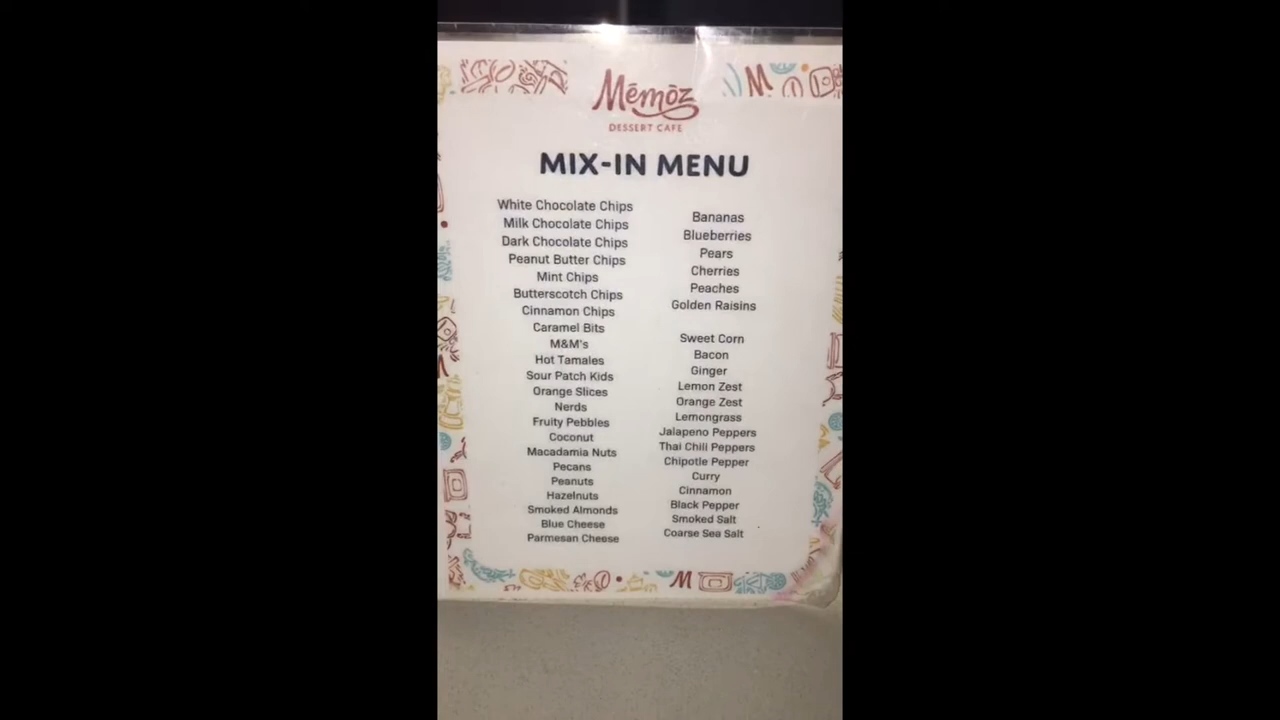 Mēmōz
DESSERT CAFE
MIX-IN MENU
White Chocolate Chips
Milk Chocolate Chips
Dark Chocolate Chips
Peanut Butter Chips
Mint Chips
Butterscotch Chips
Cinnamon Chips
Caramel Bits
M&M's
Hot Tamales
Sour Patch Kids
Orange Slices
Nerds
Fruity Pebbles
Coconut
Macadamia Nuts
Pecans
Peanuts
Hazelnuts
Smoked Almonds
Blue Cheese
Parmesan Cheese
Bananas
Blueberries
Pears
Cherries
Peaches
Golden Raisins
Sweet Corn
Bacon
Ginger
Lemon Zest
Orange Zest
Lemongrass
Jalapeno Peppers
Thai Chili Peppers
Chipotle Pepper
Curry
Cinnamon
Black Pepper
Smoked Salt
Coarse Sea Salt
M
M